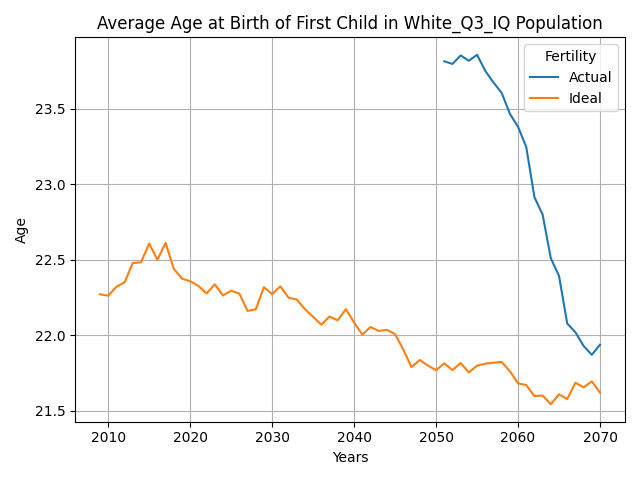 Average Age at Birth of First Child in White_Q3_IQ Population
Fertility
Actual
Ideal
23.5
23.0
22.5
22.0
21.5
Age
2010 2020 2030 2040 2050 2060 2070
Years